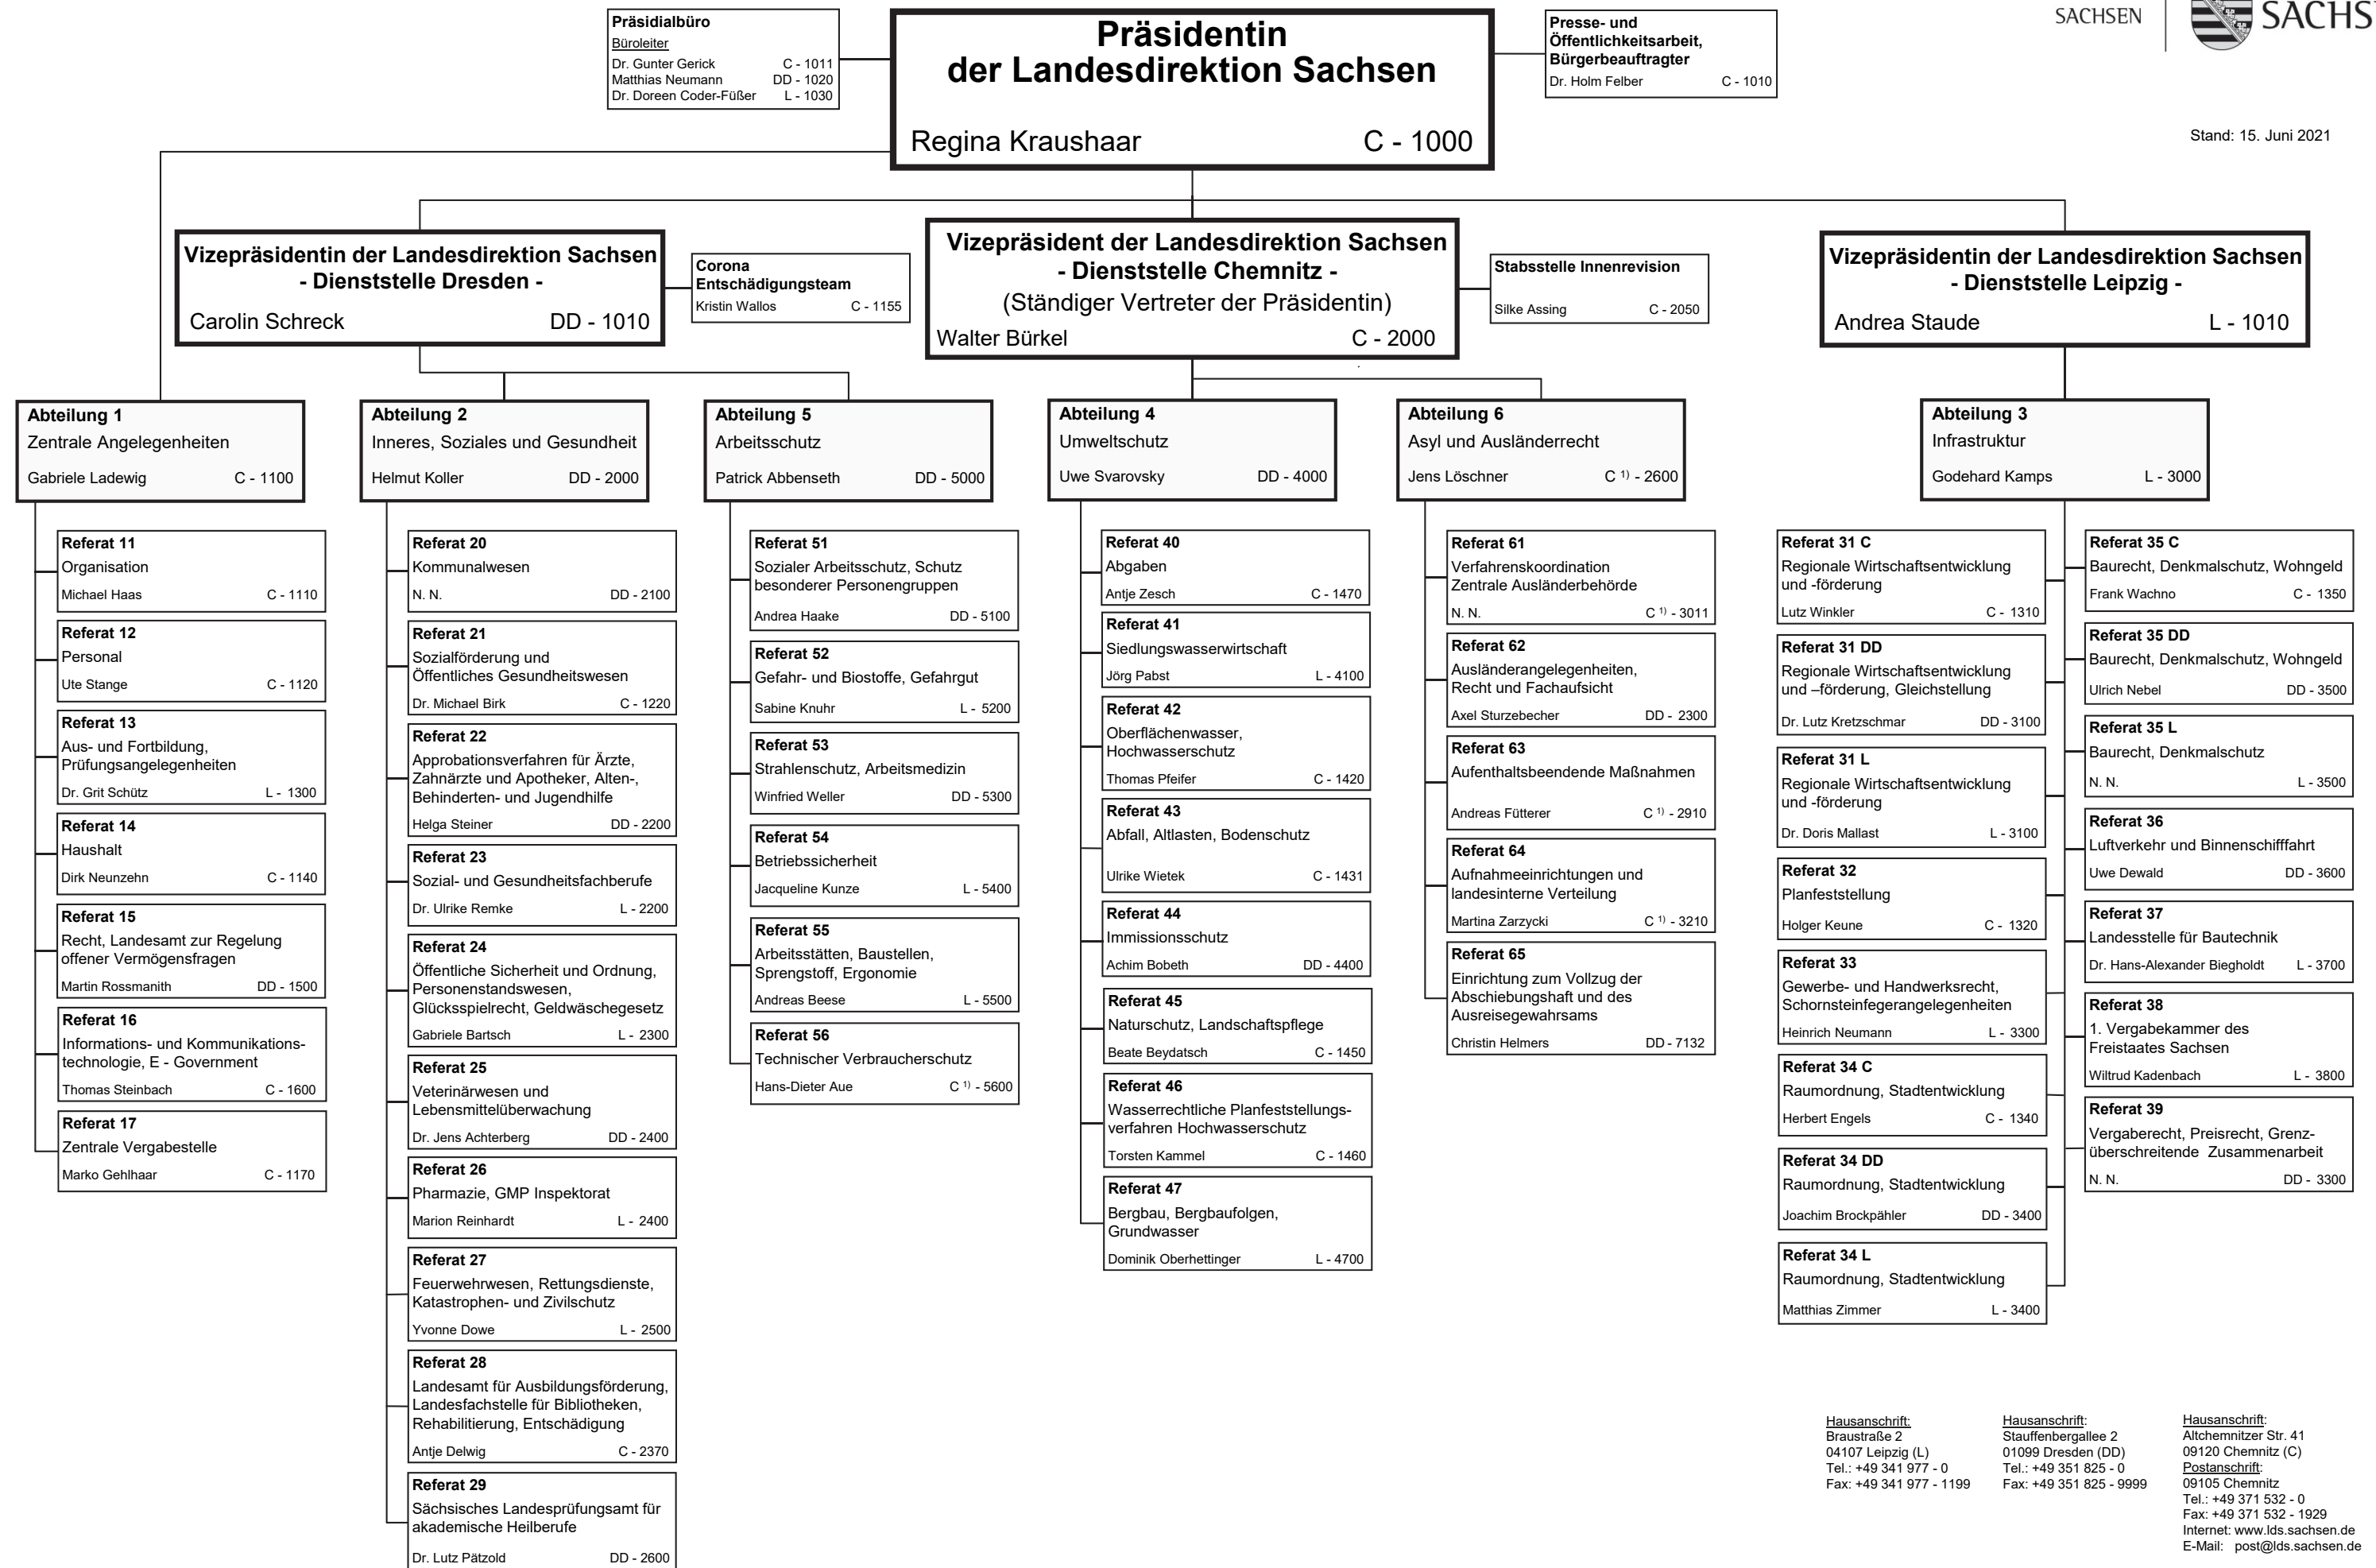 Präsidialbüro
Büroleiter
Dr. Gunter Gerick C - 1011
Matthias Neumann DD - 1020
Dr. Doreen Coder-Füßer L - 1030
Präsidentin
der Landesdirektion Sachsen
Regina Kraushaar C - 1000
Presse- und
Öffentlichkeitsarbeit,
Bürgerbeauftragter
Dr. Holm Felber C - 1010
SACHSEN
SACHS
Stand: 15. Juni 2021
Vizepräsidentin der Landesdirektion Sachsen
- Dienststelle Dresden -
Carolin Schreck DD - 1010
Corona
Entschädigungsteam
Kristin Wallos C - 1155
Vizepräsident der Landesdirektion Sachsen
- Dienststelle Chemnitz -
(Ständiger Vertreter der Präsidentin)
Walter Bürkel C - 2000
Stabsstelle Innenrevision
Silke Assing C - 2050
Vizepräsidentin der Landesdirektion Sachsen
- Dienststelle Leipzig -
Andrea Staude L - 1010
Abteilung 1
Zentrale Angelegenheiten
Gabriele Ladewig C - 1100
Abteilung 2
Inneres, Soziales und Gesundheit
Helmut Koller DD - 2000
Abteilung 5
Arbeitsschutz
Patrick Abbenseth DD - 5000
Abteilung 4
Umweltschutz
Uwe Svarovsky DD - 4000
Abteilung 6
Asyl und Ausländerrecht
Jens Löschner C 1) - 2600
Abteilung 3
Infrastruktur
Godehard Kamps L - 3000
Referat 11
Organisation
Michael Haas C - 1110
Referat 12
Personal
Ute Stange C - 1120
Referat 13
Aus- und Fortbildung,
Prüfungsangelegenheiten
Dr. Grit Schütz L - 1300
Referat 14
Haushalt
Dirk Neunzehn C - 1140
Referat 15
Recht, Landesamt zur Regelung
offener Vermögensfragen
Martin Rossmanith DD - 1500
Referat 16
Informations- und Kommunikations-
technologie, E - Government
Thomas Steinbach C - 1600
Referat 17
Zentrale Vergabestelle
Marko Gehlhaar C - 1170
Referat 20
Kommunalwesen
N. N. DD - 2100
Referat 21
Sozialförderung und
Öffentliches Gesundheitswesen
Dr. Michael Birk C - 1220
Referat 22
Approbationsverfahren für Ärzte,
Zahnärzte und Apotheker, Alten-,
Behinderten- und Jugendhilfe
Helga Steiner DD - 2200
Referat 23
Sozial- und Gesundheitsfachberufe
Dr. Ulrike Remke L - 2200
Referat 24
Öffentliche Sicherheit und Ordnung,
Personenstandswesen,
Glücksspielrecht, Geldwäschegesetz
Gabriele Bartsch L - 2300
Referat 25
Veterinärwesen und
Lebensmittelüberwachung
Dr. Jens Achterberg DD - 2400
Referat 26
Pharmazie, GMP Inspektorat
Marion Reinhardt L - 2400
Referat 27
Feuerwehrwesen, Rettungsdienste,
Katastrophen- und Zivilschutz
Yvonne Dowe L - 2500
Referat 28
Landesamt für Ausbildungsförderung,
Landesfachstelle für Bibliotheken,
Rehabilitierung, Entschädigung
Antje Delwig C - 2370
Referat 29
Sächsisches Landesprüfungsamt für
akademische Heilberufe
Dr. Lutz Pätzold DD - 2600
Referat 51
Sozialer Arbeitsschutz, Schutz
besonderer Personengruppen
Andrea Haake DD - 5100
Referat 52
Gefahr- und Biostoffe, Gefahrgut
Sabine Knuhr L - 5200
Referat 53
Strahlenschutz, Arbeitsmedizin
Winfried Weller DD - 5300
Referat 54
Betriebssicherheit
Jacqueline Kunze L - 5400
Referat 55
Arbeitsstätten, Baustellen,
Sprengstoff, Ergonomie
Andreas Beese L - 5500
Referat 56
Technischer Verbraucherschutz
Hans-Dieter Aue C 1) - 5600
Referat 40
Abgaben
Antje Zesch C - 1470
Referat 41
Siedlungswasserwirtschaft
Jörg Pabst L - 4100
Referat 42
Oberflächenwasser,
Hochwasserschutz
Thomas Pfeifer C - 1420
Referat 43
Abfall, Altlasten, Bodenschutz
Ulrike Wietek C - 1431
Referat 44
Immissionsschutz
Achim Bobeth DD - 4400
Referat 45
Naturschutz, Landschaftspflege
Beate Beydatsch C - 1450
Referat 46
Wasserrechtliche Planfeststellungs-
verfahren Hochwasserschutz
Torsten Kammel C - 1460
Referat 47
Bergbau, Bergbaufolgen,
Grundwasser
Dominik Oberhettinger L - 4700
Referat 61
Verfahrenskoordination
Zentrale Ausländerbehörde
N. N. C 1) - 3011
Referat 62
Ausländerangelegenheiten,
Recht und Fachaufsicht
Axel Sturzebecher DD - 2300
Referat 63
Aufenthaltsbeendende Maßnahmen
Andreas Fütterer C 1) - 2910
Referat 64
Aufnahmeeinrichtungen und
landesinterne Verteilung
Martina Zarzycki C 1) - 3210
Referat 65
Einrichtung zum Vollzug der
Abschiebungshaft und des
Ausreisegewahrsams
Christin Helmers DD - 7132
Referat 31 C
Regionale Wirtschaftsentwicklung
und -förderung
Lutz Winkler C - 1310
Referat 31 DD
Regionale Wirtschaftsentwicklung
und –förderung, Gleichstellung
Dr. Lutz Kretzschmar DD - 3100
Referat 31 L
Regionale Wirtschaftsentwicklung
und -förderung
Dr. Doris Mallast L - 3100
Referat 32
Planfeststellung
Holger Keune C - 1320
Referat 33
Gewerbe- und Handwerksrecht,
Schornsteinfegerangelegenheiten
Heinrich Neumann L - 3300
Referat 34 C
Raumordnung, Stadtentwicklung
Herbert Engels C - 1340
Referat 34 DD
Raumordnung, Stadtentwicklung
Joachim Brockpähler DD - 3400
Referat 34 L
Raumordnung, Stadtentwicklung
Matthias Zimmer L - 3400
Referat 35 C
Baurecht, Denkmalschutz, Wohngeld
Frank Wachno C - 1350
Referat 35 DD
Baurecht, Denkmalschutz, Wohngeld
Ulrich Nebel DD - 3500
Referat 35 L
Baurecht, Denkmalschutz
N. N. L - 3500
Referat 36
Luftverkehr und Binnenschifffahrt
Uwe Dewald DD - 3600
Referat 37
Landesstelle für Bautechnik
Dr. Hans-Alexander Biegholdt L - 3700
Referat 38
1. Vergabekammer des
Freistaates Sachsen
Wiltrud Kadenbach L - 3800
Referat 39
Vergaberecht, Preisrecht, Grenz-
überschreitende Zusammenarbeit
N. N. DD - 3300
Hausanschrift:
Braustraße 2
04107 Leipzig (L)
Tel.: +49 341 977 - 0
Fax: +49 341 977 - 1199
Hausanschrift:
Stauffenbergallee 2
01099 Dresden (DD)
Tel.: +49 351 825 - 0
Fax: +49 351 825 - 9999
Hausanschrift:
Altchemnitzer Str. 41
09120 Chemnitz (C)
Postanschrift:
09105 Chemnitz
Tel.: +49 371 532 - 0
Fax: +49 371 532 - 1929
Internet: www.lds.sachsen.de
E-Mail: post@lds.sachsen.de